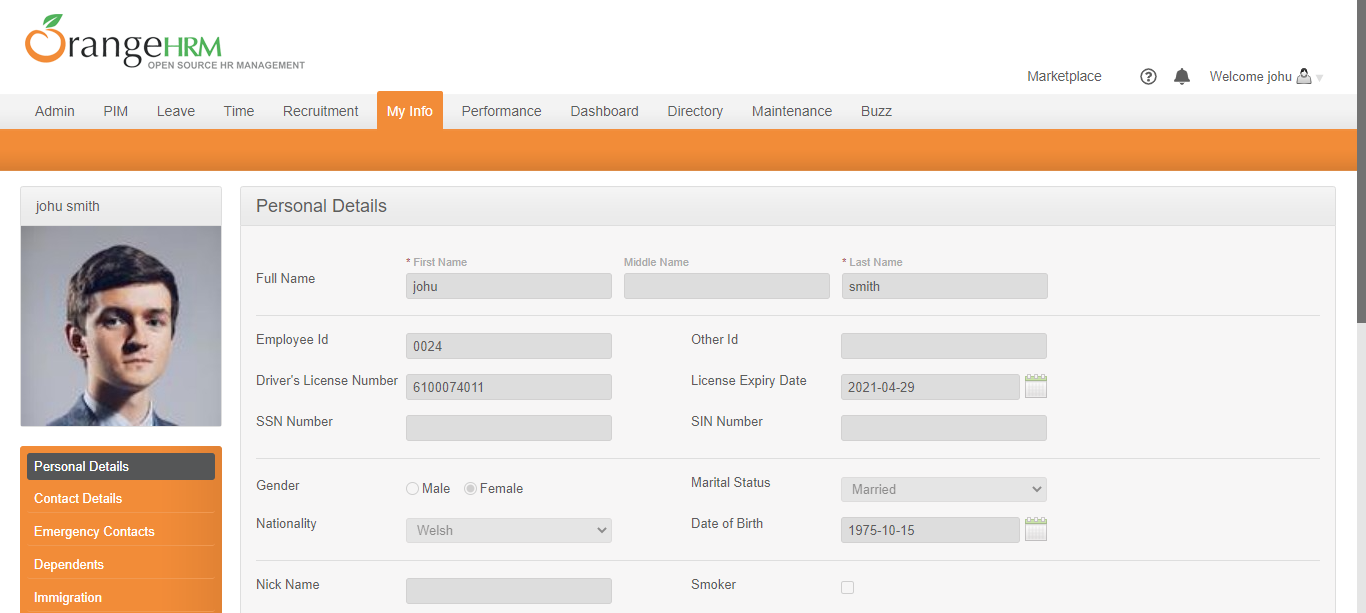 OrangeHRM
OPEN SOURCE HR MANAGEMENT
Marketplace ? Welcome johu
Admin PIM Leave Time Recruitment My Info Performance Dashboard Directory Maintenance Buzz
johu smith
Personal Details
Contact Details
Emergency Contacts
Dependents
Immigration
Personal Details
* First Name Middle Name * Last Name
Full Name johu smith
Employee Id 0024 Other Id
Driver's License Number 6100074011 License Expiry Date 2021-04-29
SSN Number SIN Number
Gender Male Female Marital Status Married
Nationality Welsh Date of Birth 1975-10-15
Nick Name Smoker